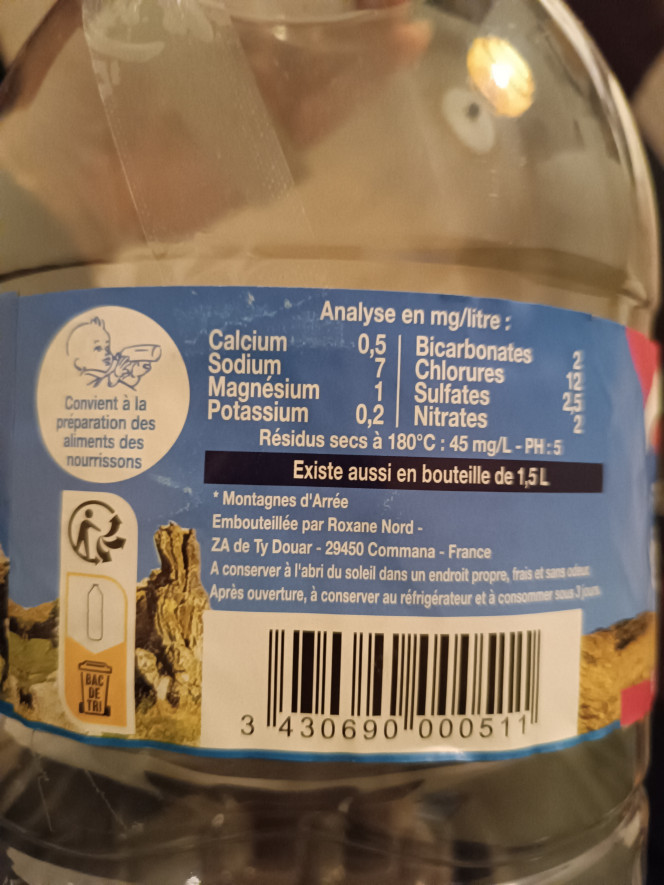 Analyse en mg/litre :
Calcium 0,5 | Bicarbonates 2
Sodium 7 | Chlorures 12
Magnésium 1 | Sulfates 2,5
Potassium 0,2 | Nitrates 2
Résidus secs à 180°C : 45 mg/L - PH : 5
Existe aussi en bouteille de 1,5 L
Convient à la
préparation des
aliments des
nourrissons
* Montagnes d'Arrée
Embouteillée par Roxane Nord -
ZA de Ty Douar - 29450 Commana - France
A conserver à l'abri du soleil dans un endroit propre, frais et sans odeur.
Après ouverture, à conserver au réfrigérateur et à consommer sous 3 jours.
BAC
DE
TRI
3 430690 000511